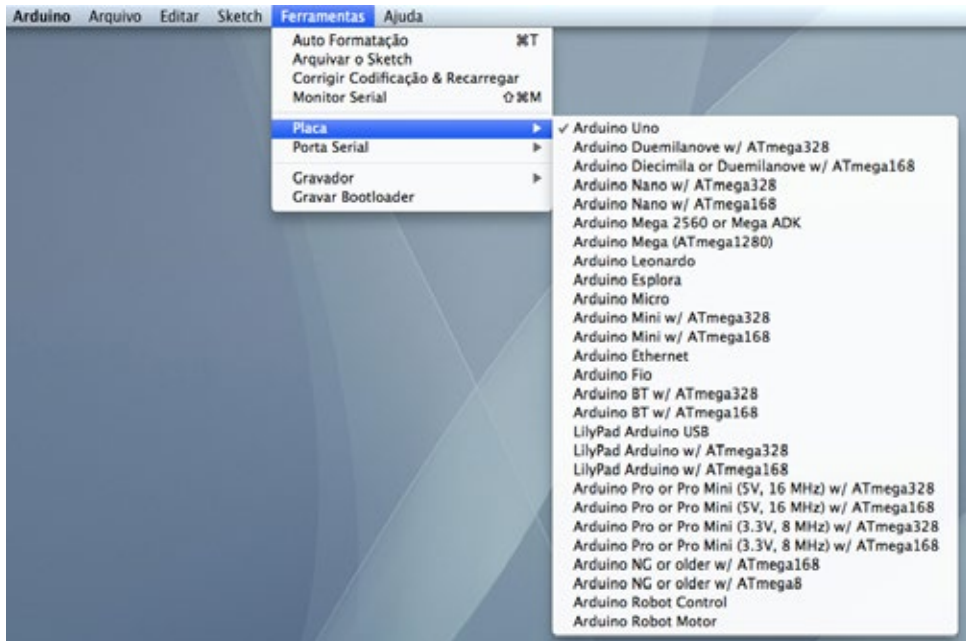 Arduino Arquivo Editar Sketch Ferramentas Ajuda
Auto Formatação ⌘T
Arquivar o Sketch
Corrigir Codificação & Recarregar
Monitor Serial ⇧⌘M
Placa
Porta Serial
Gravador
Gravar Bootloader
✓ Arduino Uno
Arduino Duemilanove w/ ATmega328
Arduino Diecimila or Duemilanove w/ ATmega168
Arduino Nano w/ ATmega328
Arduino Nano w/ ATmega168
Arduino Mega 2560 or Mega ADK
Arduino Mega (ATmega1280)
Arduino Leonardo
Arduino Esplora
Arduino Micro
Arduino Mini w/ ATmega328
Arduino Mini w/ ATmega168
Arduino Ethernet
Arduino Fio
Arduino BT w/ ATmega328
Arduino BT w/ ATmega168
LilyPad Arduino USB
LilyPad Arduino w/ ATmega328
LilyPad Arduino w/ ATmega168
Arduino Pro or Pro Mini (5V, 16 MHz) w/ ATmega328
Arduino Pro or Pro Mini (5V, 16 MHz) w/ ATmega168
Arduino Pro or Pro Mini (3.3V, 8 MHz) w/ ATmega328
Arduino Pro or Pro Mini (3.3V, 8 MHz) w/ ATmega168
Arduino NG or older w/ ATmega168
Arduino NG or older w/ ATmega8
Arduino Robot Control
Arduino Robot Motor